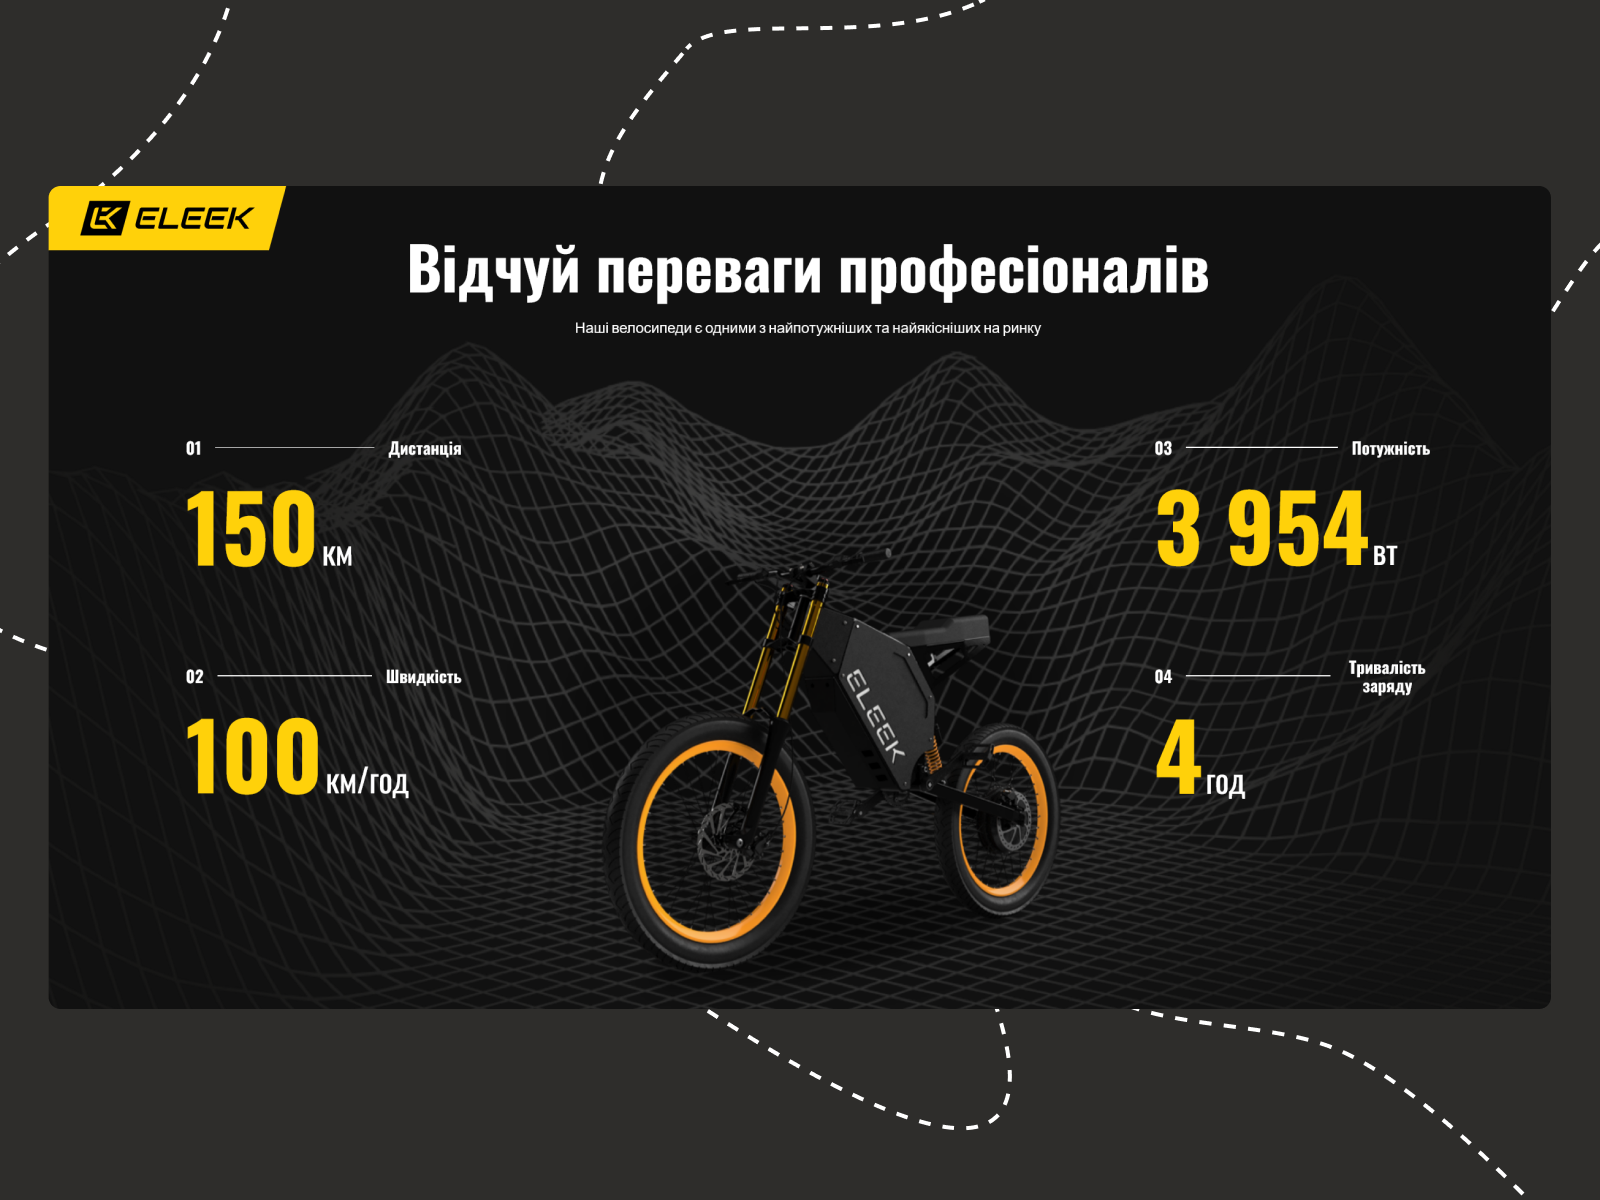 ELEEK
Відчуй переваги професіоналів
Наші велосипеди є одними з найпотужніших та найякісніших на ринку
01 Дистанція
150 КМ
02 Швидкість
100 КМ/ГОД
03 Потужність
3 954 ВТ
04 Тривалість
заряду
4 ГОД
ELEEK